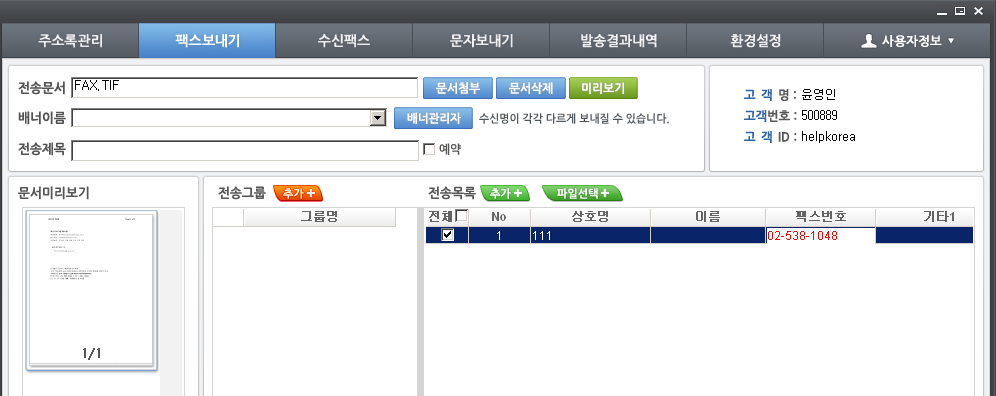 주소록관리 팩스보내기 수신팩스 문자보내기 발송결과내역 환경설정 사용자정보
전송문서 FAX.TIF 문서첨부 문서삭제 미리보기
배너이름 배너관리자 수신명이 각각 다르게 보내질 수 있습니다.
전송제목 예약
고 객 명 : 윤영인
고객번호 : 500889
고 객 ID : helpkorea
문서미리보기 전송그룹 추가 + 전송목록 추가 + 파일선택 +
그룹명 전체 No 상호명 이름 팩스번호 기타1
1 111 02-538-1048
1/1